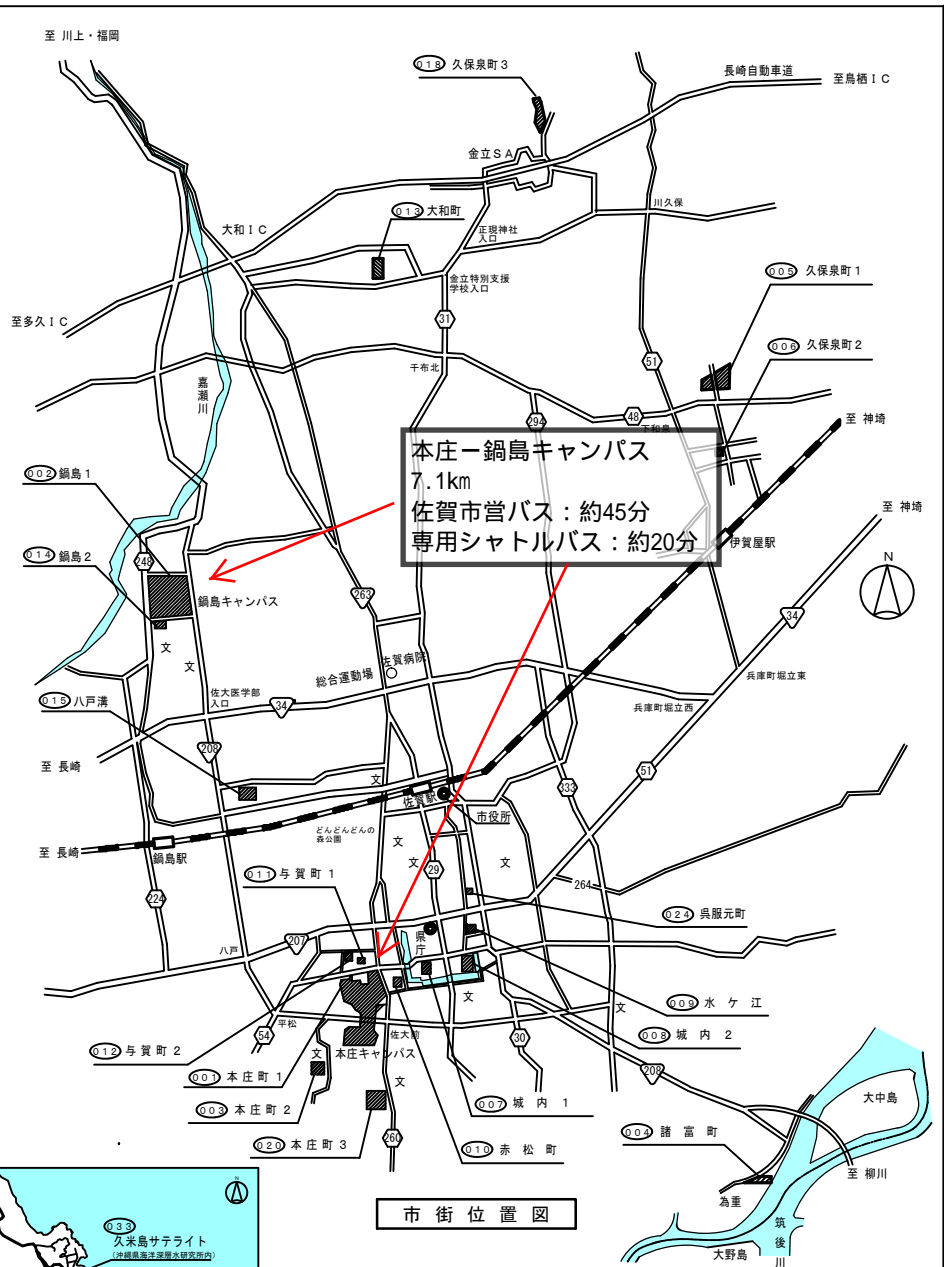 至 川上・福岡
018 久保泉町3
長崎自動車道
至鳥栖IC
金立SA
013 大和町
川久保
大和IC
正現神社
入口
005 久保泉町1
金立特別支援
学校入口
至多久IC
31
006 久保泉町2
51
千布北
嘉瀬川
294
48
下和泉
至 神埼
本庄－鍋島キャンパス
7.1km
佐賀市営バス：約45分
専用シャトルバス：約20分
002 鍋島1
至 神埼
伊賀屋駅
014 鍋島2
248
N
鍋島キャンパス
263
34
文
文
佐賀病院
総合運動場
兵庫町堀立東
015 八戸溝
佐大医学部
入口
34
兵庫町堀立西
208
至 長崎
51
文
333
佐賀駅
市役所
どんどんどんの
森公園
文
至 長崎
鍋島駅
文
文
29
011 与賀町1
264
224
024 呉服元町
207
県庁
八戸
009 水ケ江
文
文
平松
佐大前
54
30
008 城内2
012 与賀町2
文
本庄キャンパス
001 本庄町1
文
208
大中島
003 本庄町2
007 城内1
020 本庄町3
260
010 赤松町
004 諸富町
至 柳川
為重
市街位置図
筑後川
大野島
033
久米島サテライト
(沖縄県海洋深層水研究所内)